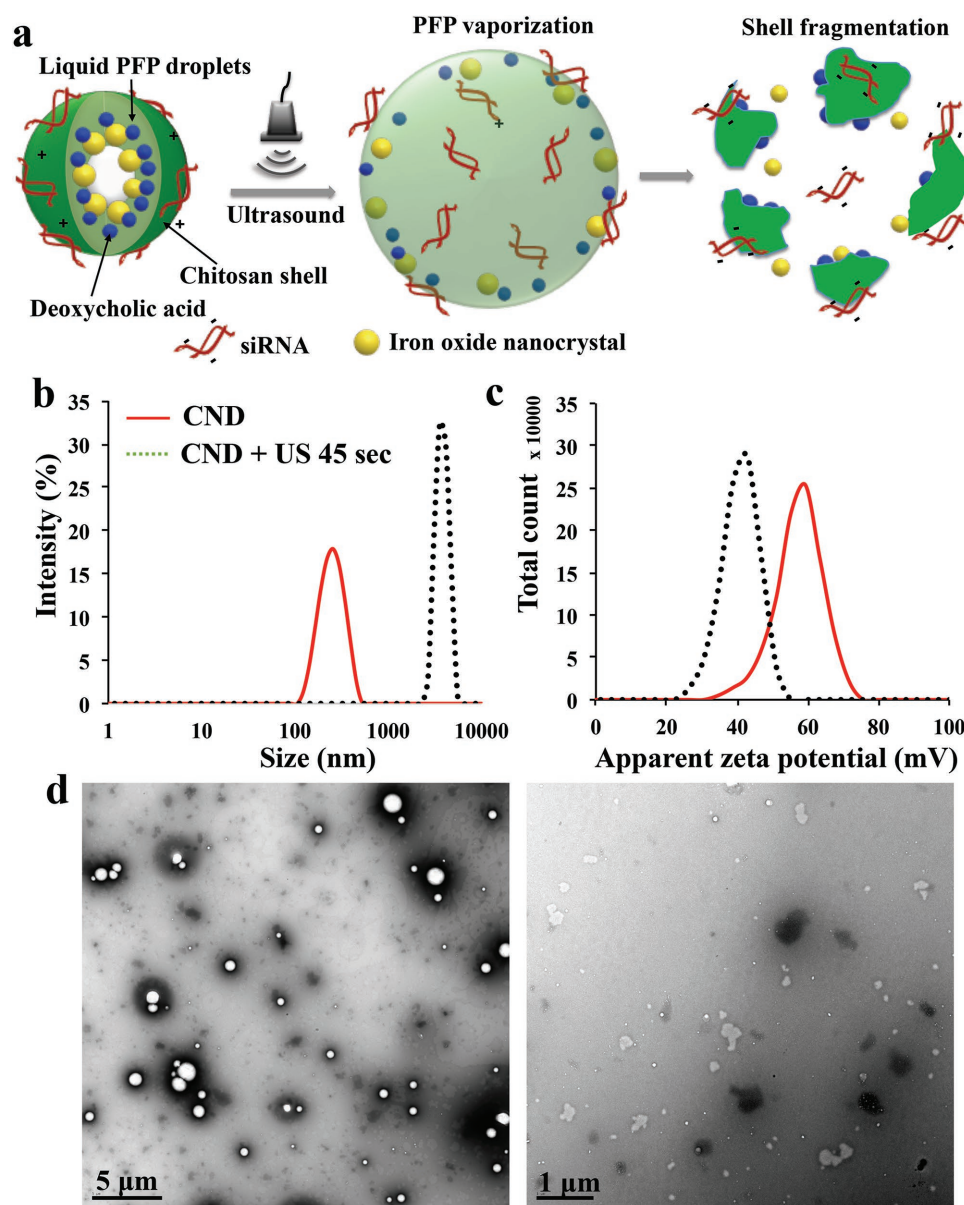 a
PFP vaporization
Shell fragmentation
Liquid PFP droplets
+
+
+
+
Ultrasound
Chitosan shell
Deoxycholic acid
siRNA
Iron oxide nanocrystal
b
35
30
25
20
15
10
5
0
Intensity (%)
CND
CND + US 45 sec
1
10
100
1000
10000
Size (nm)
c
35
30
25
20
15
10
5
0
Total count x 10000
0
20
40
60
80
100
Apparent zeta potential (mV)
d
5 µm
1 µm